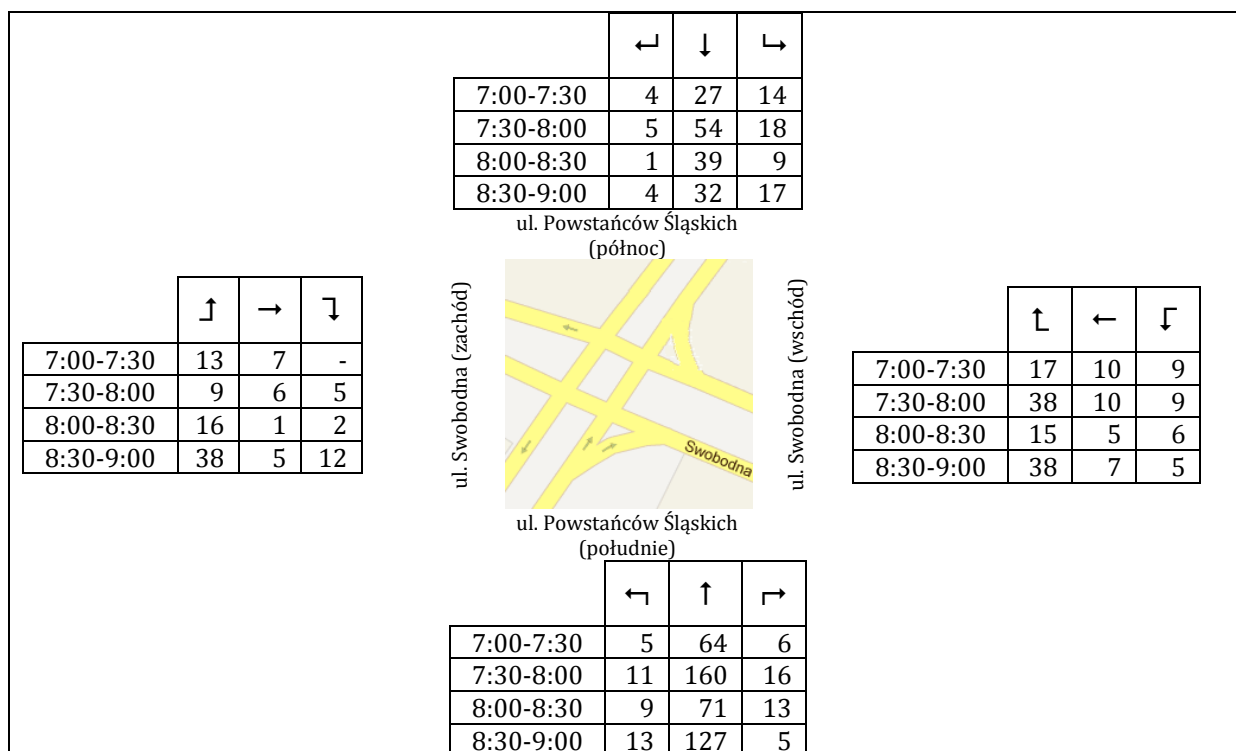 ↵ ↓ ↳
7:00-7:30 4 27 14
7:30-8:00 5 54 18
8:00-8:30 1 39 9
8:30-9:00 4 32 17
ul. Powstańców Śląskich
(północ)
7:00-7:30 13 7 -
7:30-8:00 9 6 5
8:00-8:30 16 1 2
8:30-9:00 38 5 12
ul. Swobodna (zachód)
Swobodna
ul. Swobodna (wschód)
7:00-7:30 17 10 9
7:30-8:00 38 10 9
8:00-8:30 15 5 6
8:30-9:00 38 7 5
ul. Powstańców Śląskich
(południe)
7:00-7:30 5 64 6
7:30-8:00 11 160 16
8:00-8:30 9 71 13
8:30-9:00 13 127 5